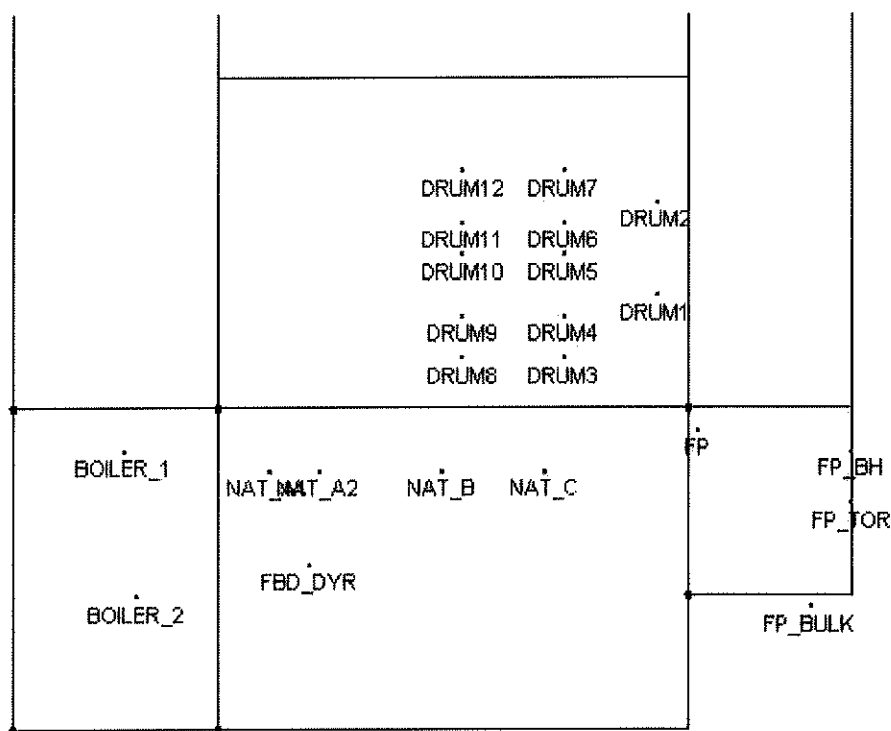 DRUM12 DRUM7
DRUM2
DRUM11 DRUM6
DRUM10 DRUM5
DRUM1
DRUM9 DRUM4
DRUM8 DRUM3
FP
BOILER_1 FP_BH
NAT_A2 NAT_B NAT_C
FP_TOR
FBD_DYR
BOILER_2
FP_BULK